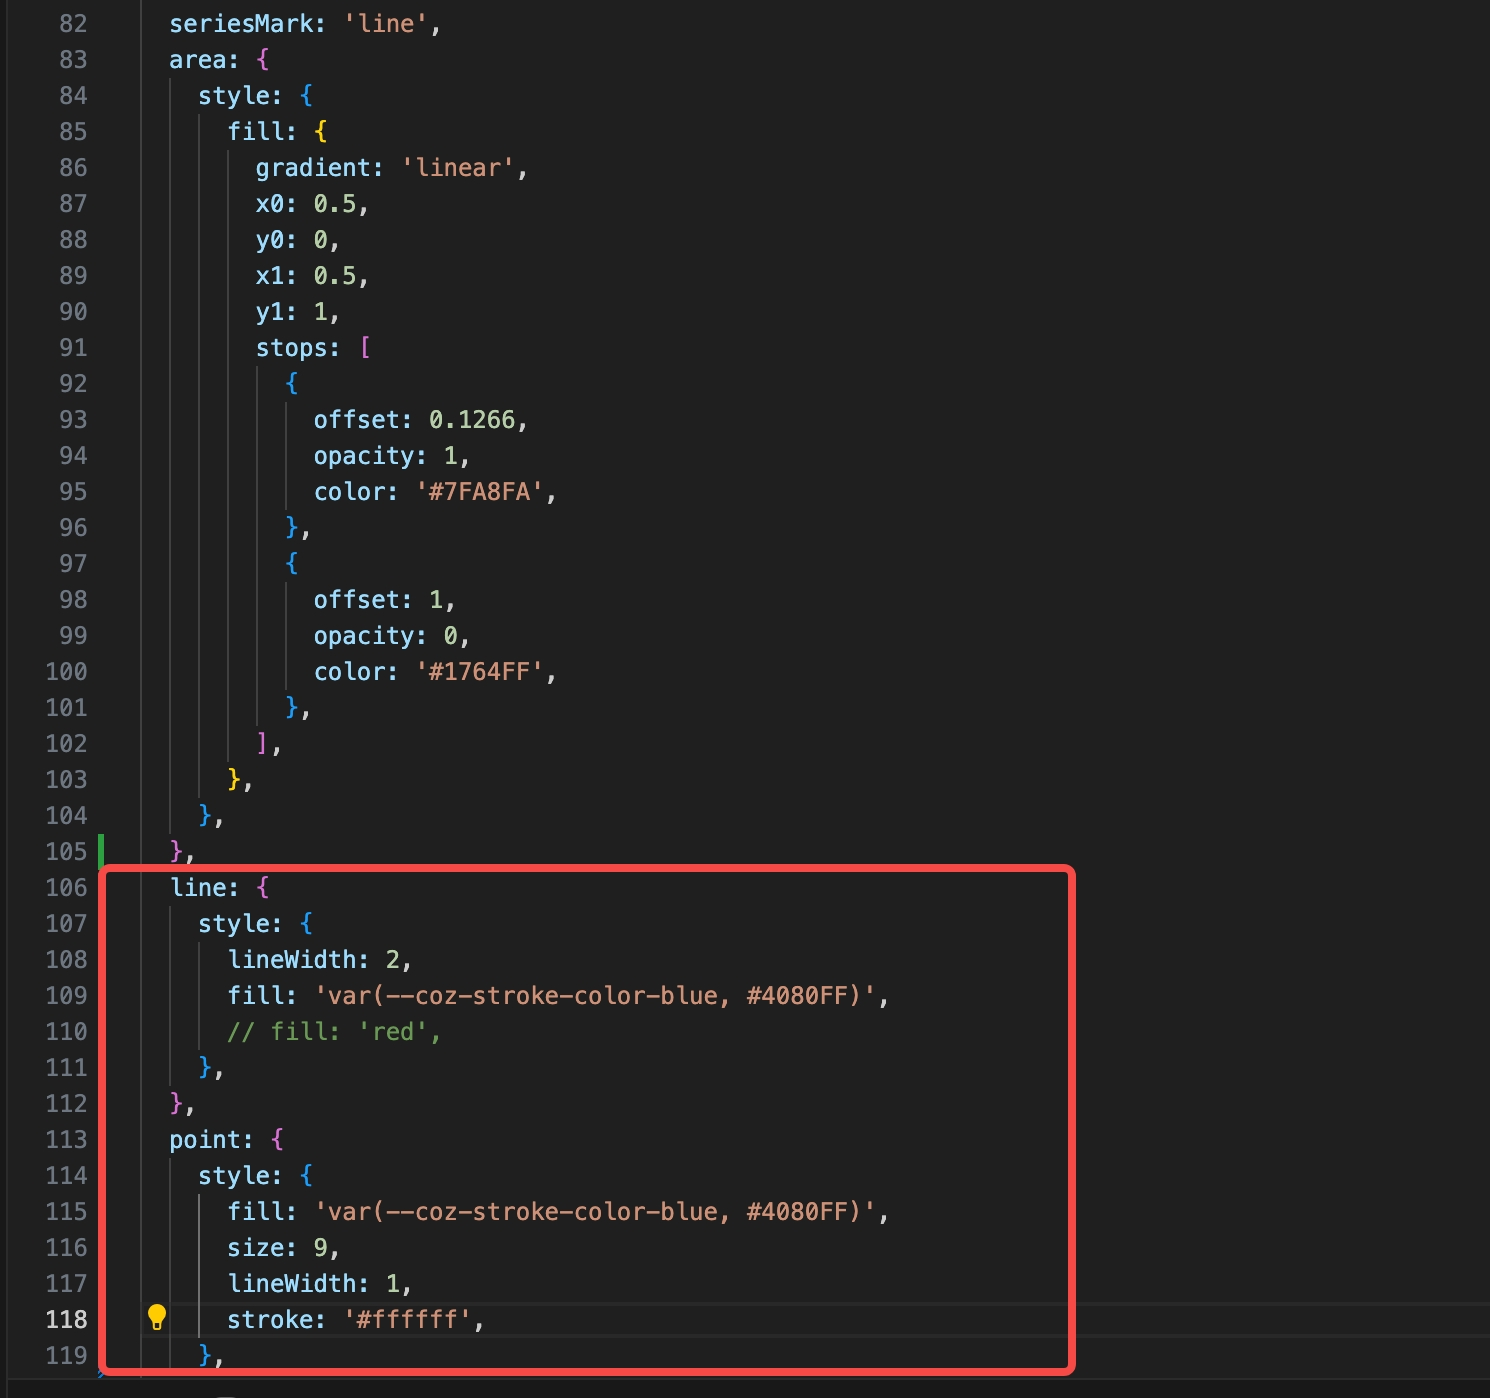 82 seriesMark: 'line',
83 area: {
84 style: {
85 fill: {
86 gradient: 'linear',
87 x0: 0.5,
88 y0: 0,
89 x1: 0.5,
90 y1: 1,
91 stops: [
92 {
93 offset: 0.1266,
94 opacity: 1,
95 color: '#7FA8FA',
96 },
97 {
98 offset: 1,
99 opacity: 0,
100 color: '#1764FF',
101 },
102 ],
103 },
104 },
105 },
106 line: {
107 style: {
108 lineWidth: 2,
109 fill: 'var(--coz-stroke-color-blue, #4080FF)',
110 // fill: 'red',
111 },
112 },
113 point: {
114 style: {
115 fill: 'var(--coz-stroke-color-blue, #4080FF)',
116 size: 9,
117 lineWidth: 1,
118 stroke: '#ffffff',
119 },